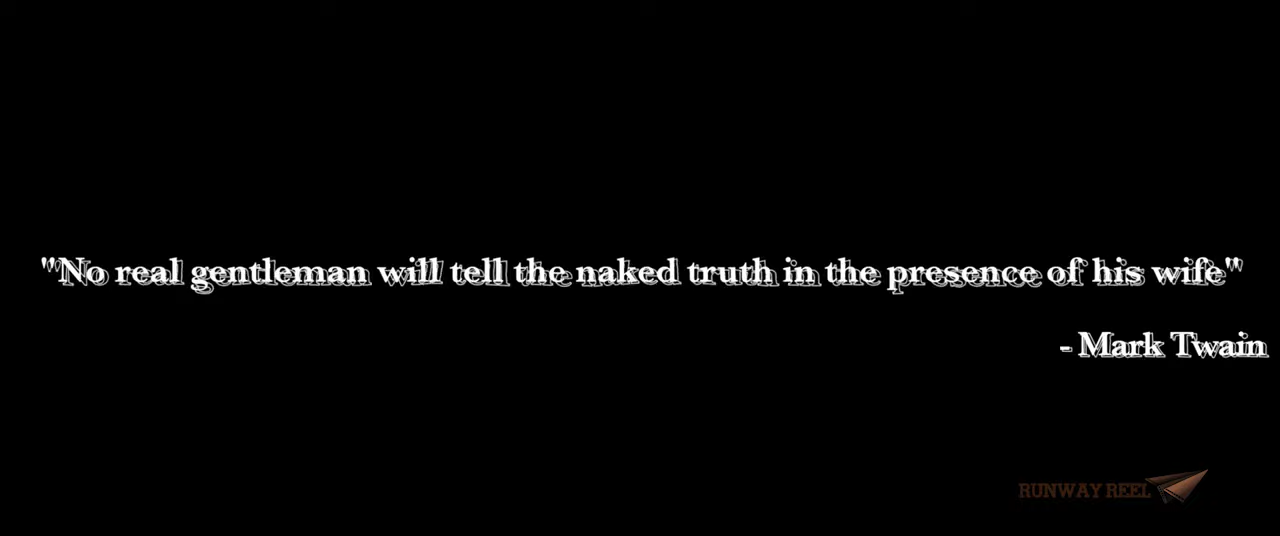 "No real gentleman will tell the naked truth in the presence of his wife"
- Mark Twain
RUNWAY REEL